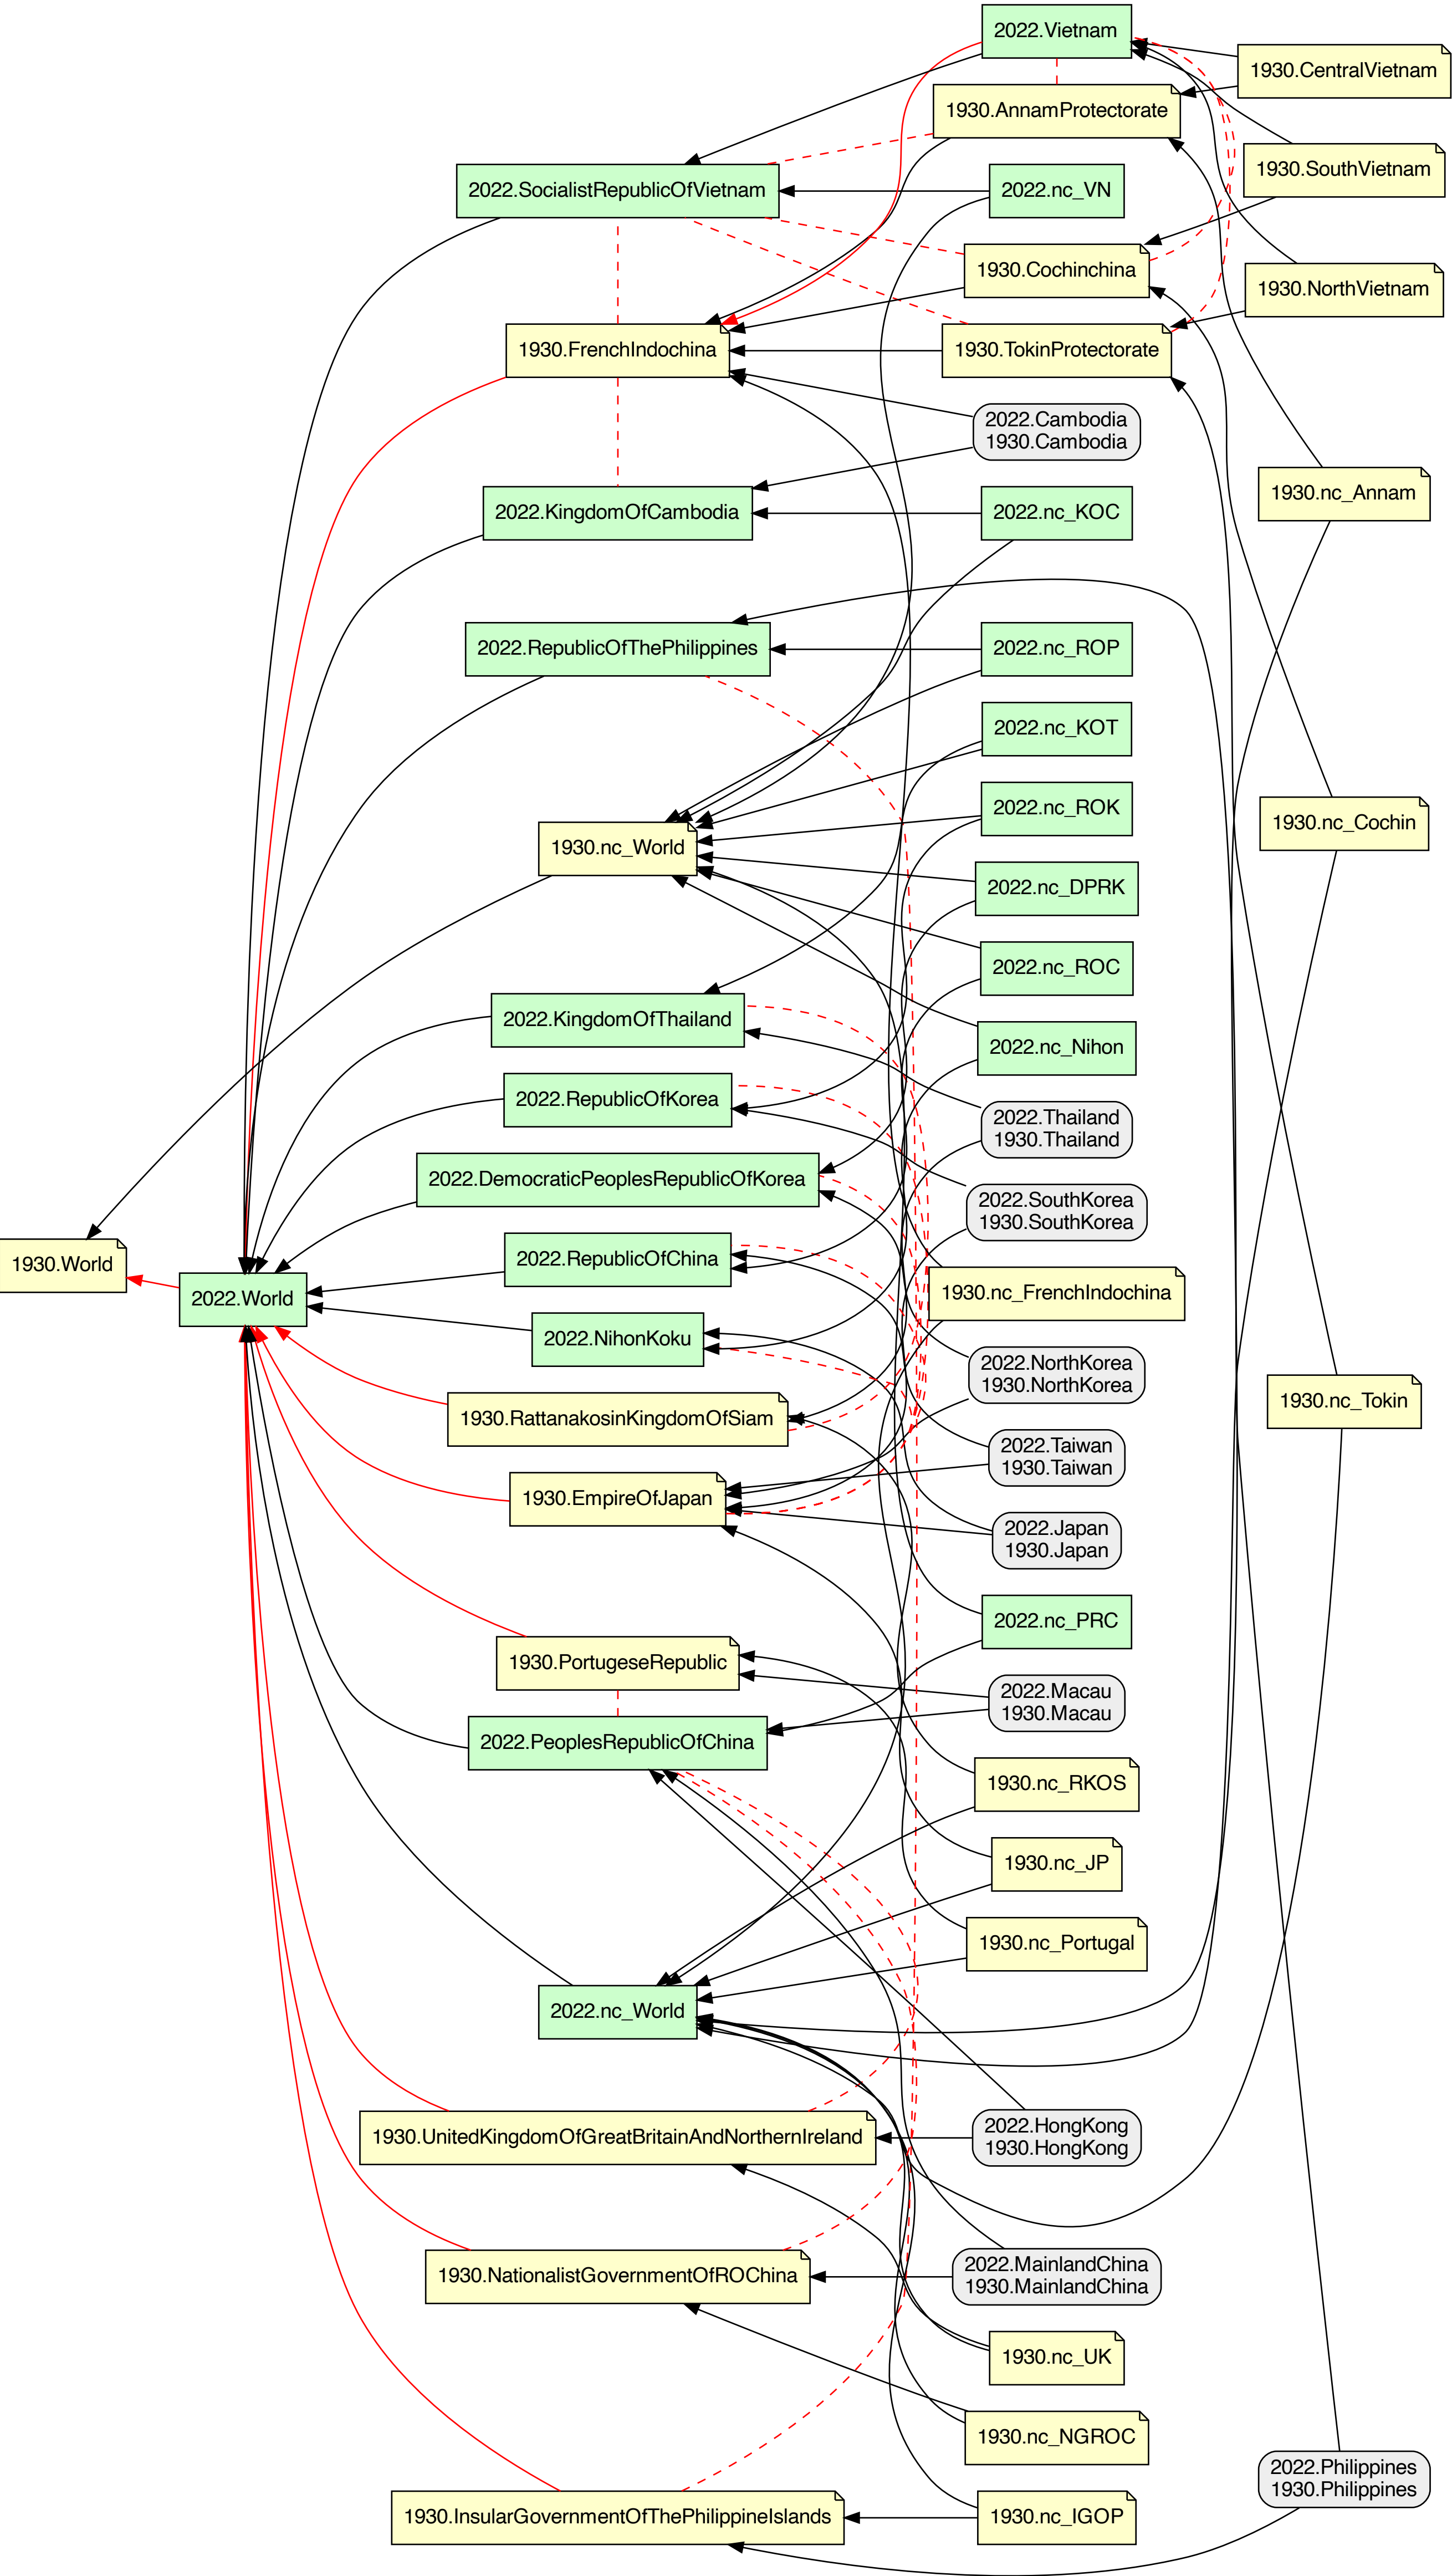 2022.Vietnam
1930.CentralVietnam
1930.AnnamProtectorate
1930.SouthVietnam
2022.SocialistRepublicOfVietnam
2022.nc_VN
1930.Cochinchina
1930.NorthVietnam
1930.FrenchIndochina
1930.TokinProtectorate
2022.Cambodia
1930.Cambodia
1930.nc_Annam
2022.KingdomOfCambodia
2022.nc_KOC
2022.RepublicOfThePhilippines
2022.nc_ROP
2022.nc_KOT
2022.nc_ROK
1930.nc_Cochin
1930.nc_World
2022.nc_DPRK
2022.nc_ROC
2022.KingdomOfThailand
2022.nc_Nihon
2022.RepublicOfKorea
2022.Thailand
1930.Thailand
2022.DemocraticPeoplesRepublicOfKorea
2022.SouthKorea
1930.SouthKorea
2022.RepublicOfChina
1930.World
2022.World
1930.nc_FrenchIndochina
2022.NihonKoku
2022.NorthKorea
1930.NorthKorea
1930.nc_Tokin
1930.RattanakosinKingdomOfSiam
2022.Taiwan
1930.Taiwan
1930.EmpireOfJapan
2022.Japan
1930.Japan
2022.nc_PRC
1930.PortugeseRepublic
2022.Macau
1930.Macau
2022.PeoplesRepublicOfChina
1930.nc_RKOS
1930.nc_JP
1930.nc_Portugal
2022.nc_World
1930.UnitedKingdomOfGreatBritainAndNorthernIreland
2022.HongKong
1930.HongKong
1930.NationalistGovernmentOfROChina
2022.MainlandChina
1930.MainlandChina
1930.nc_UK
1930.nc_NGROC
2022.Philippines
1930.Philippines
1930.InsularGovernmentOfThePhilippineIslands
1930.nc_IGOP